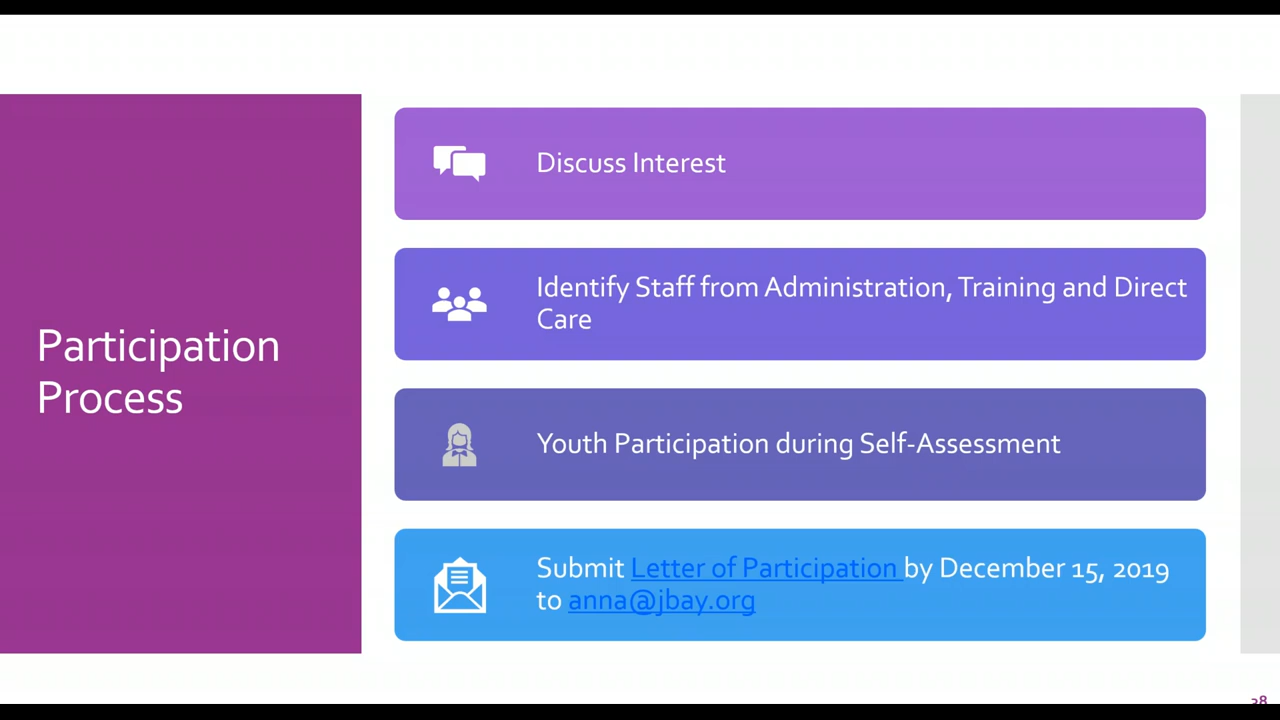 Participation
Process
Discuss Interest
Identify Staff from Administration, Training and Direct
Care
Youth Participation during Self-Assessment
Submit Letter of Participation by December 15, 2019
to anna@jbay.org
38